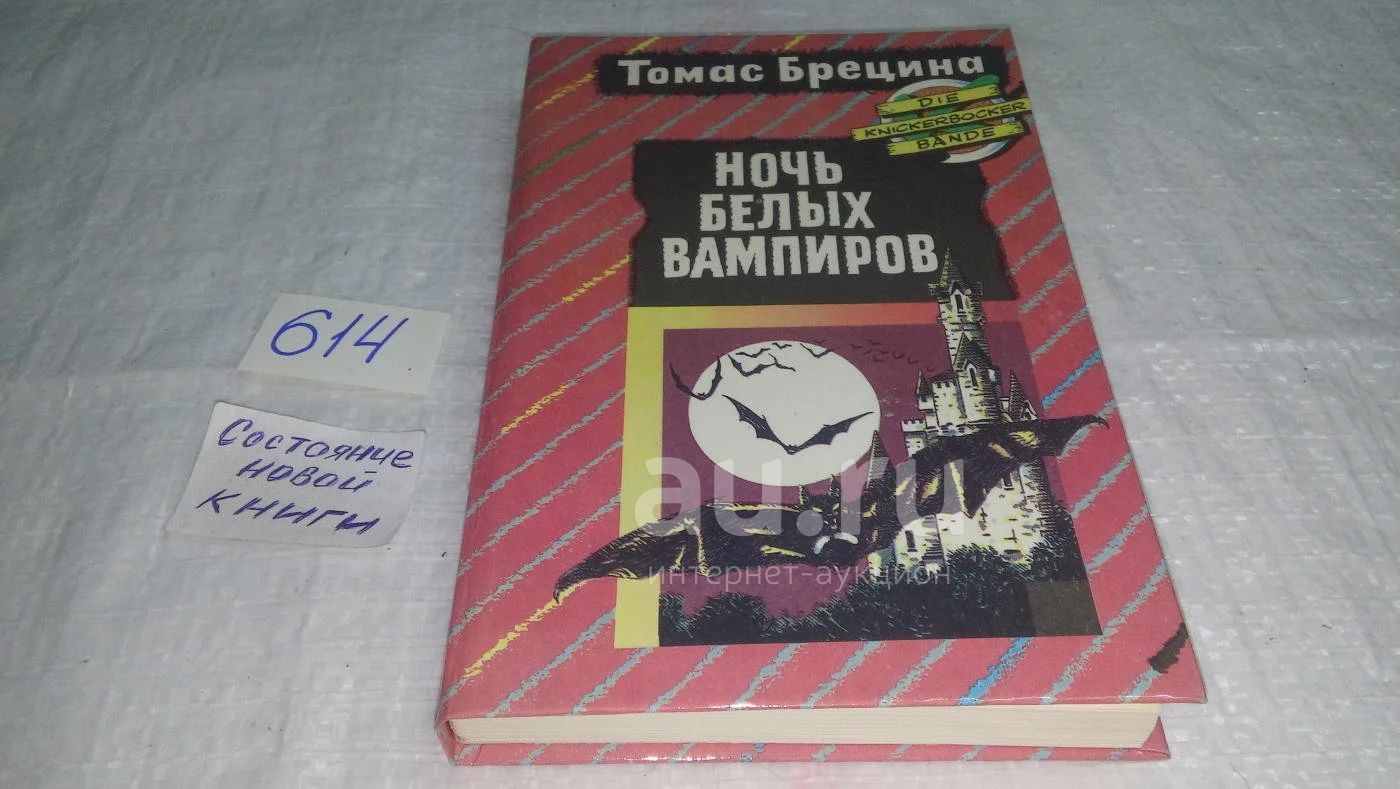 Томас Брецина
DIE
KNICKERBOCKER
BANDE
НОЧЬ
БЕЛЫХ
ВАМПИРОВ
614
Состояние
новой
книги
au.ru
интернет-аукцион